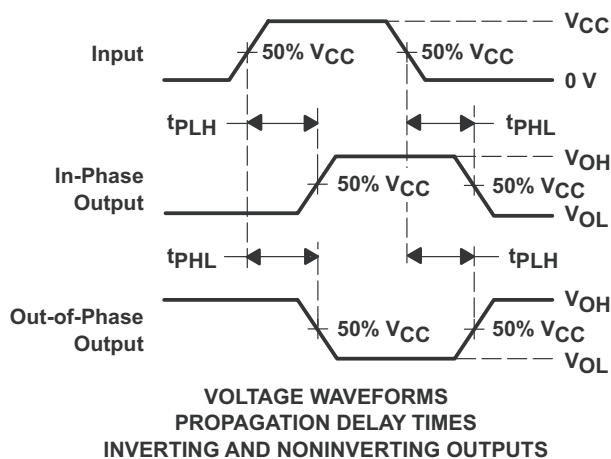 VCC
Input
50% VCC
50% VCC
0 V
tPLH
tPHL
VOH
In-Phase
Output
50% VCC
50% VCC
VOL
tPHL
tPLH
VOH
Out-of-Phase
Output
50% VCC
50% VCC
VOL
VOLTAGE WAVEFORMS
PROPAGATION DELAY TIMES
INVERTING AND NONINVERTING OUTPUTS